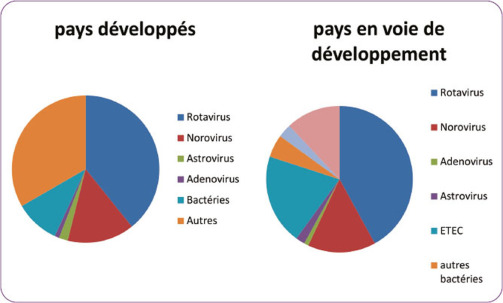 pays développés
Rotavirus
Norovirus
Astrovirus
Adenovirus
Bactéries
Autres
pays en voie de
développement
Rotavirus
Norovirus
Adenovirus
Astrovirus
ETEC
autres
bactéries